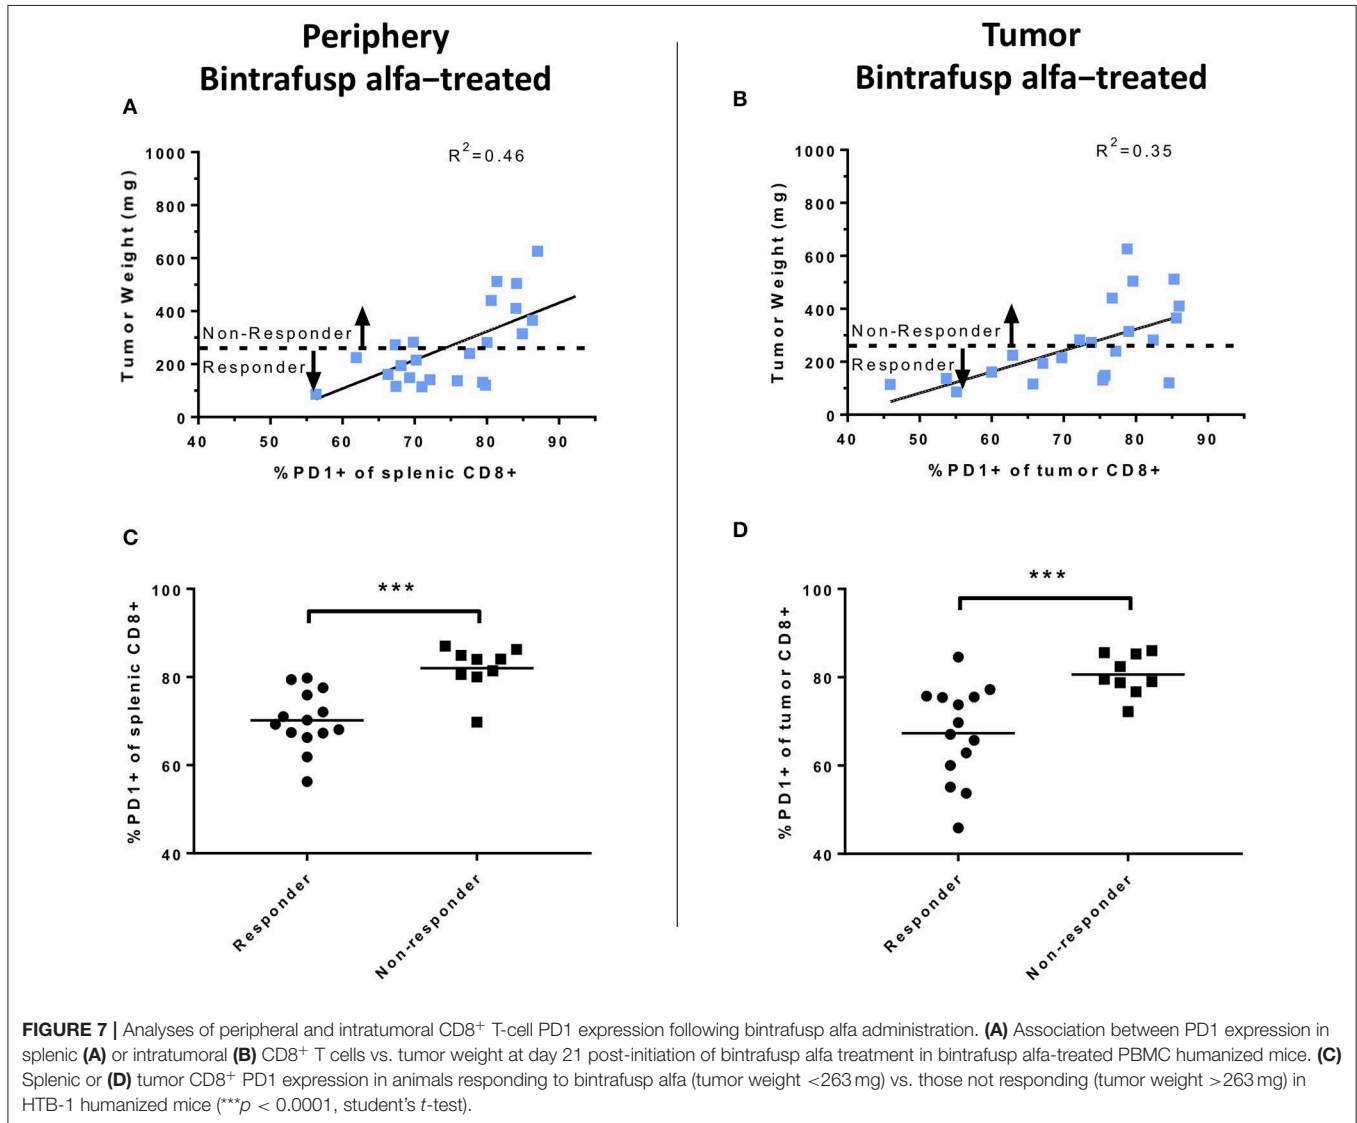 Periphery
Bintrafusp alfa–treated
Tumor
Bintrafusp alfa–treated
A
R²=0.46
Tumor Weight (mg)
1000
800
600
400
200
0
Non-Responder
Responder
40 50 60 70 80 90
%PD1+ of splenic CD8+
B
R²=0.35
Tumor Weight (mg)
1000
800
600
400
200
0
Non-Responder
Responder
40 50 60 70 80 90
%PD1+ of tumor CD8+
C
***
%PD1+ of splenic CD8+
100
80
60
40
Responder
Non-responder
D
***
%PD1+ of tumor CD8+
100
80
60
40
Responder
Non-responder
FIGURE 7 | Analyses of peripheral and intratumoral CD8⁺ T-cell PD1 expression following bintrafusp alfa administration. (A) Association between PD1 expression in
splenic (A) or intratumoral (B) CD8⁺ T cells vs. tumor weight at day 21 post-initiation of bintrafusp alfa treatment in bintrafusp alfa-treated PBMC humanized mice. (C)
Splenic or (D) tumor CD8⁺ PD1 expression in animals responding to bintrafusp alfa (tumor weight <263 mg) vs. those not responding (tumor weight >263 mg) in
HTB-1 humanized mice (***p < 0.0001, student's t-test).